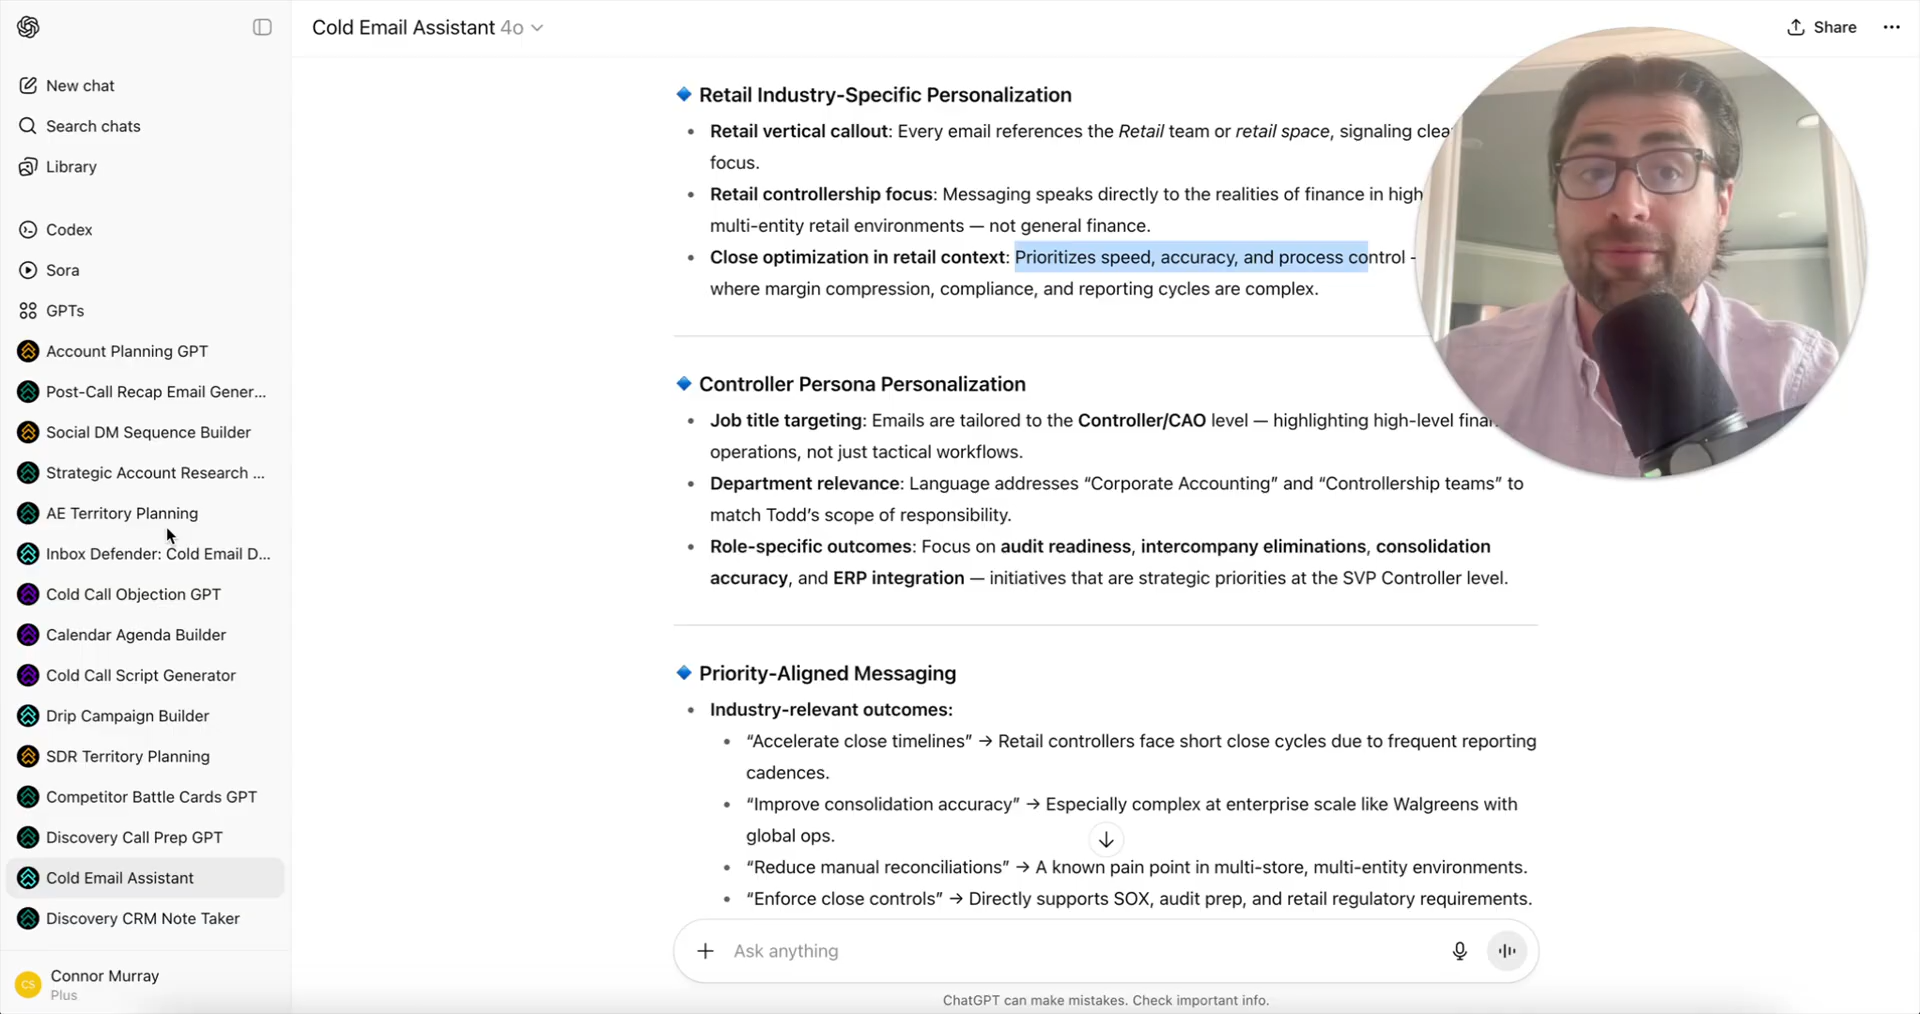 Cold Email Assistant 4o
Share
New chat
Search chats
Library
Codex
Sora
GPTs
Account Planning GPT
Post-Call Recap Email Gener...
Social DM Sequence Builder
Strategic Account Research ...
AE Territory Planning
Inbox Defender: Cold Email D...
Cold Call Objection GPT
Calendar Agenda Builder
Cold Call Script Generator
Drip Campaign Builder
SDR Territory Planning
Competitor Battle Cards GPT
Discovery Call Prep GPT
Cold Email Assistant
Discovery CRM Note Taker
CS
Connor Murray
Plus
Retail Industry-Specific Personalization
• Retail vertical callout: Every email references the Retail team or retail space, signaling
focus.
• Retail controllership focus: Messaging speaks directly to the realities of finance in high
multi-entity retail environments — not general finance.
• Close optimization in retail context: Prioritizes speed, accuracy, and process control -
where margin compression, compliance, and reporting cycles are complex.
Controller Persona Personalization
• Job title targeting: Emails are tailored to the Controller/CAO level — highlighting high-level
operations, not just tactical workflows.
• Department relevance: Language addresses “Corporate Accounting” and “Controllership teams” to
match Todd’s scope of responsibility.
• Role-specific outcomes: Focus on audit readiness, intercompany eliminations, consolidation
accuracy, and ERP integration — initiatives that are strategic priorities at the SVP Controller level.
Priority-Aligned Messaging
• Industry-relevant outcomes:
• “Accelerate close timelines” → Retail controllers face short close cycles due to frequent reporting
cadences.
• “Improve consolidation accuracy” → Especially complex at enterprise scale like Walgreens with
global ops.
• “Reduce manual reconciliations” → A known pain point in multi-store, multi-entity environments.
• “Enforce close controls” → Directly supports SOX, audit prep, and retail regulatory requirements.
Ask anything
ChatGPT can make mistakes. Check important info.